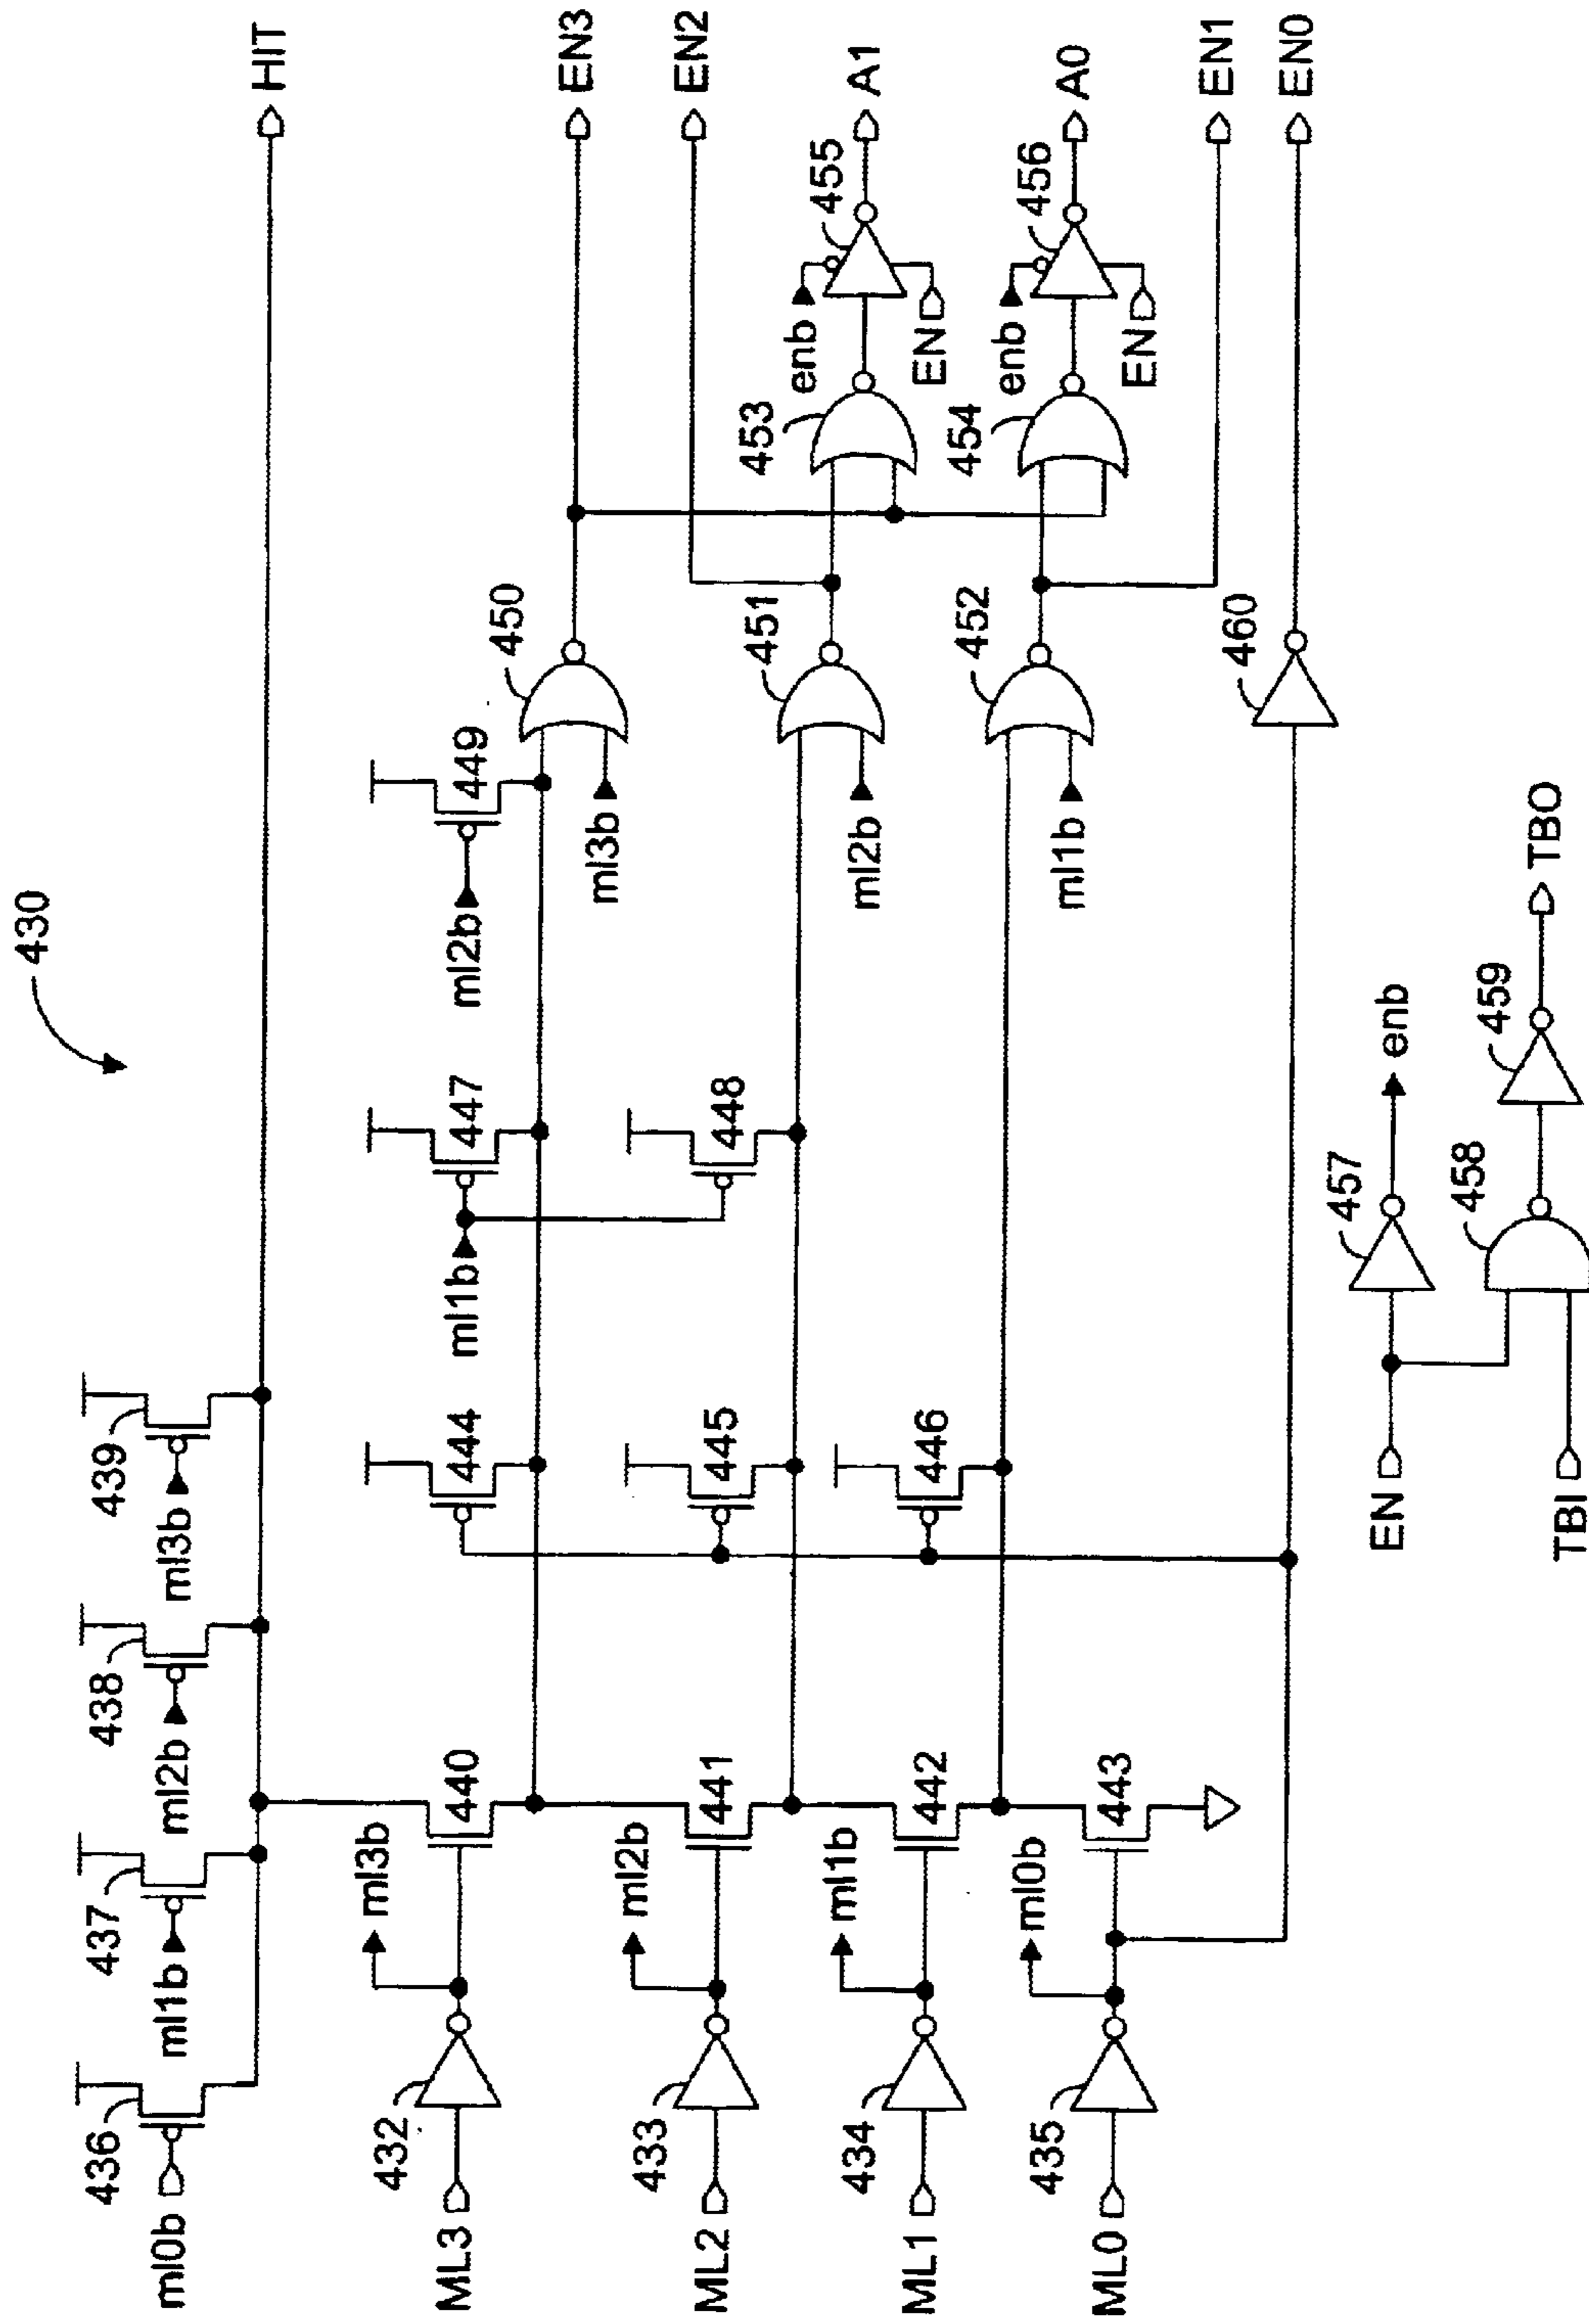 430
436
437
438
439
ml0b
ml1b
ml2b
ml3b
HIT
ML3
432
ml3b
440
444
ml1b
447
ml2b
449
ml3b
450
EN3
EN2
ML2
433
ml2b
441
445
448
ml2b
451
453
enb
EN
455
A1
ML1
434
ml1b
442
446
ml1b
452
454
enb
EN
456
A0
EN1
ML0
435
ml0b
443
460
EN0
EN
457
enb
TBI
458
459
TBO